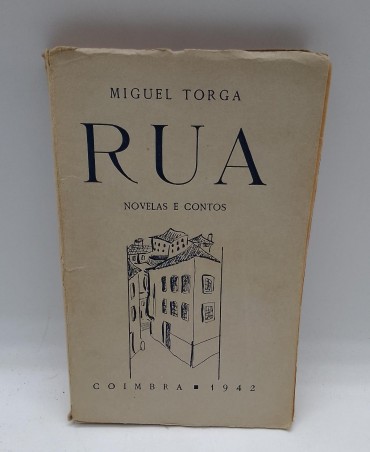 MIGUEL TORGA
RUA
NOVELAS E CONTOS
COIMBRA ▪ 1942